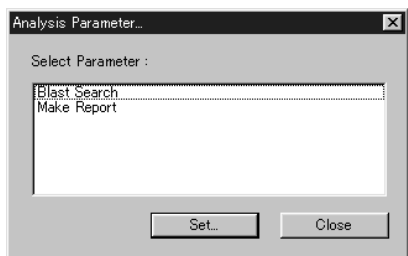 Analysis Parameter...
Select Parameter :
Blast Search
Make Report
Set...
Close